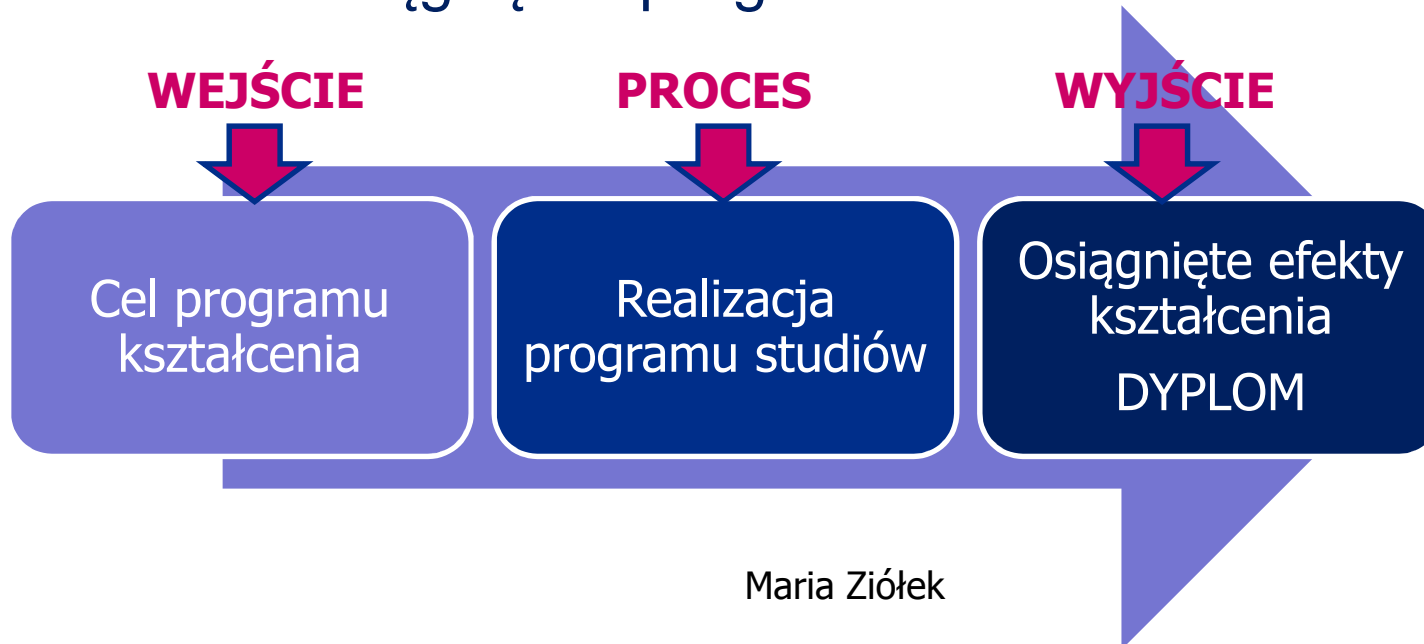 WEJŚCIE
PROCES
WYJŚCIE
Cel programu
kształcenia
Realizacja
programu studiów
Osiągnięte efekty
kształcenia
DYPLOM
Maria Ziółek